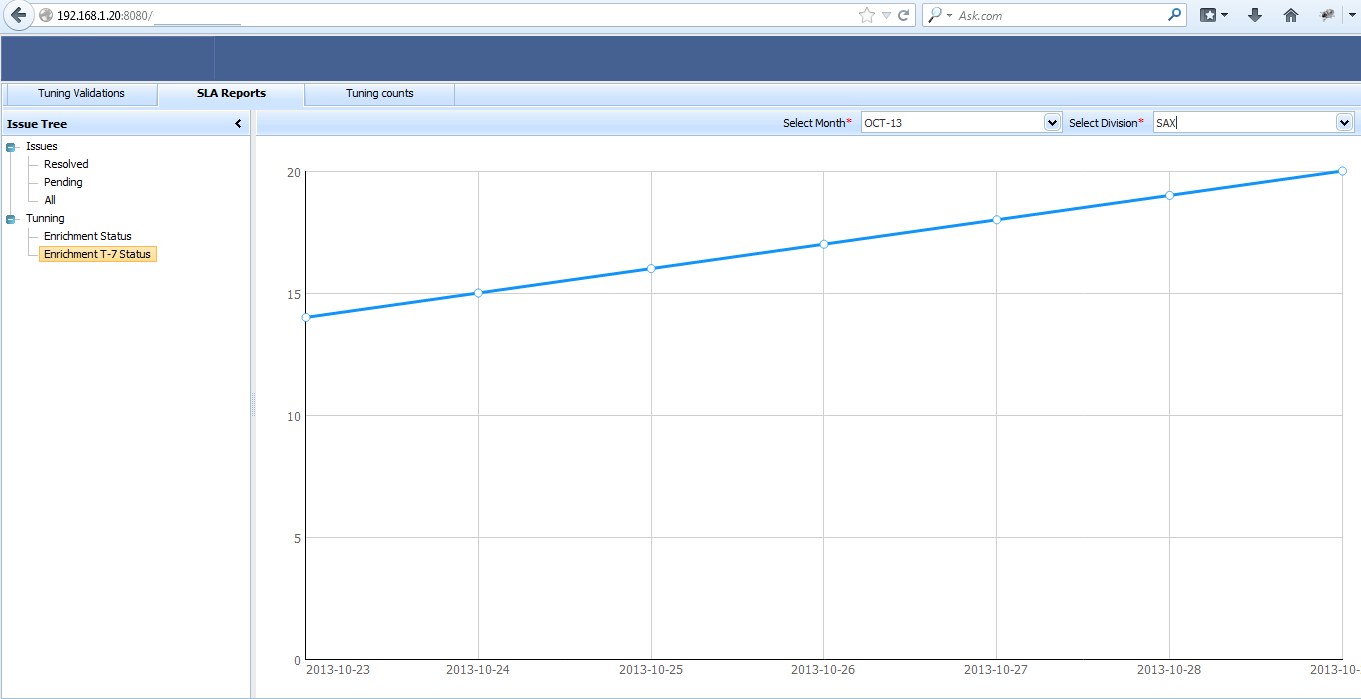 192.168.1.20:8080/
Ask.com
Tuning Validations
SLA Reports
Tuning counts
Issue Tree
Select Month*
OCT-13
Select Division*
SAX
Issues
Resolved
Pending
All
Tunning
Enrichment Status
Enrichment T-7 Status
20
15
10
5
0
2013-10-23
2013-10-24
2013-10-25
2013-10-26
2013-10-27
2013-10-28
2013-10-